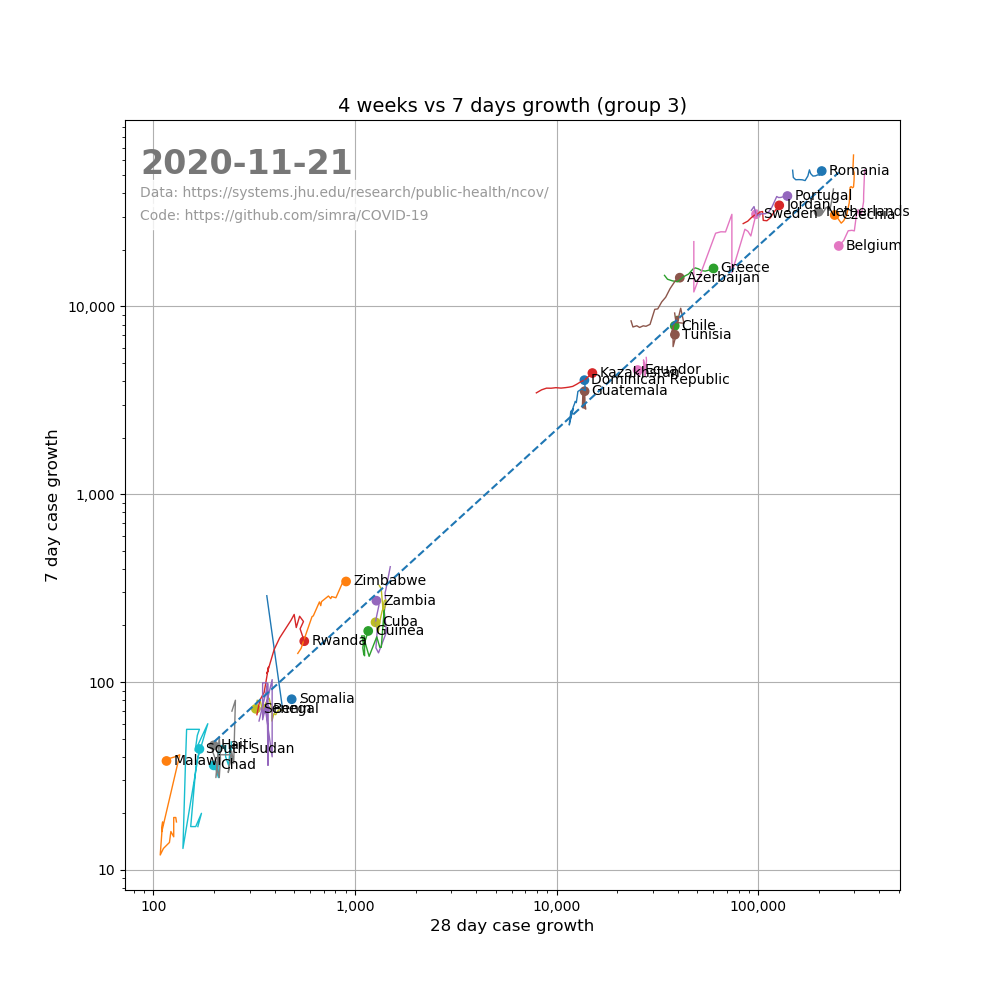 4 weeks vs 7 days growth (group 3)
2020-11-21
Data: https://systems.jhu.edu/research/public-health/ncov/
Code: https://github.com/simra/COVID-19
Romania
Portugal
Jordan
Sweden
Netherlands
Czechia
Belgium
Greece
Azerbaijan
10,000
Chile
Tunisia
Ecuador
Kazakhstan
Dominican Republic
Guatemala
1,000
7 day case growth
Zimbabwe
Zambia
Cuba
Guinea
Rwanda
100
Somalia
Senegal
Benin
Haiti
South Sudan
Malawi
Chad
10
100
1,000
10,000
100,000
28 day case growth